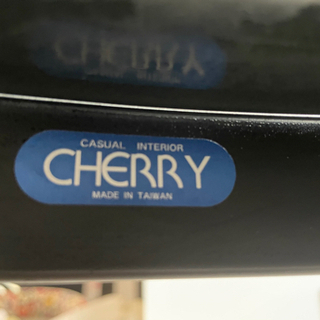 CASUAL INTERIOR
CHERRY
MADE IN TAIWAN